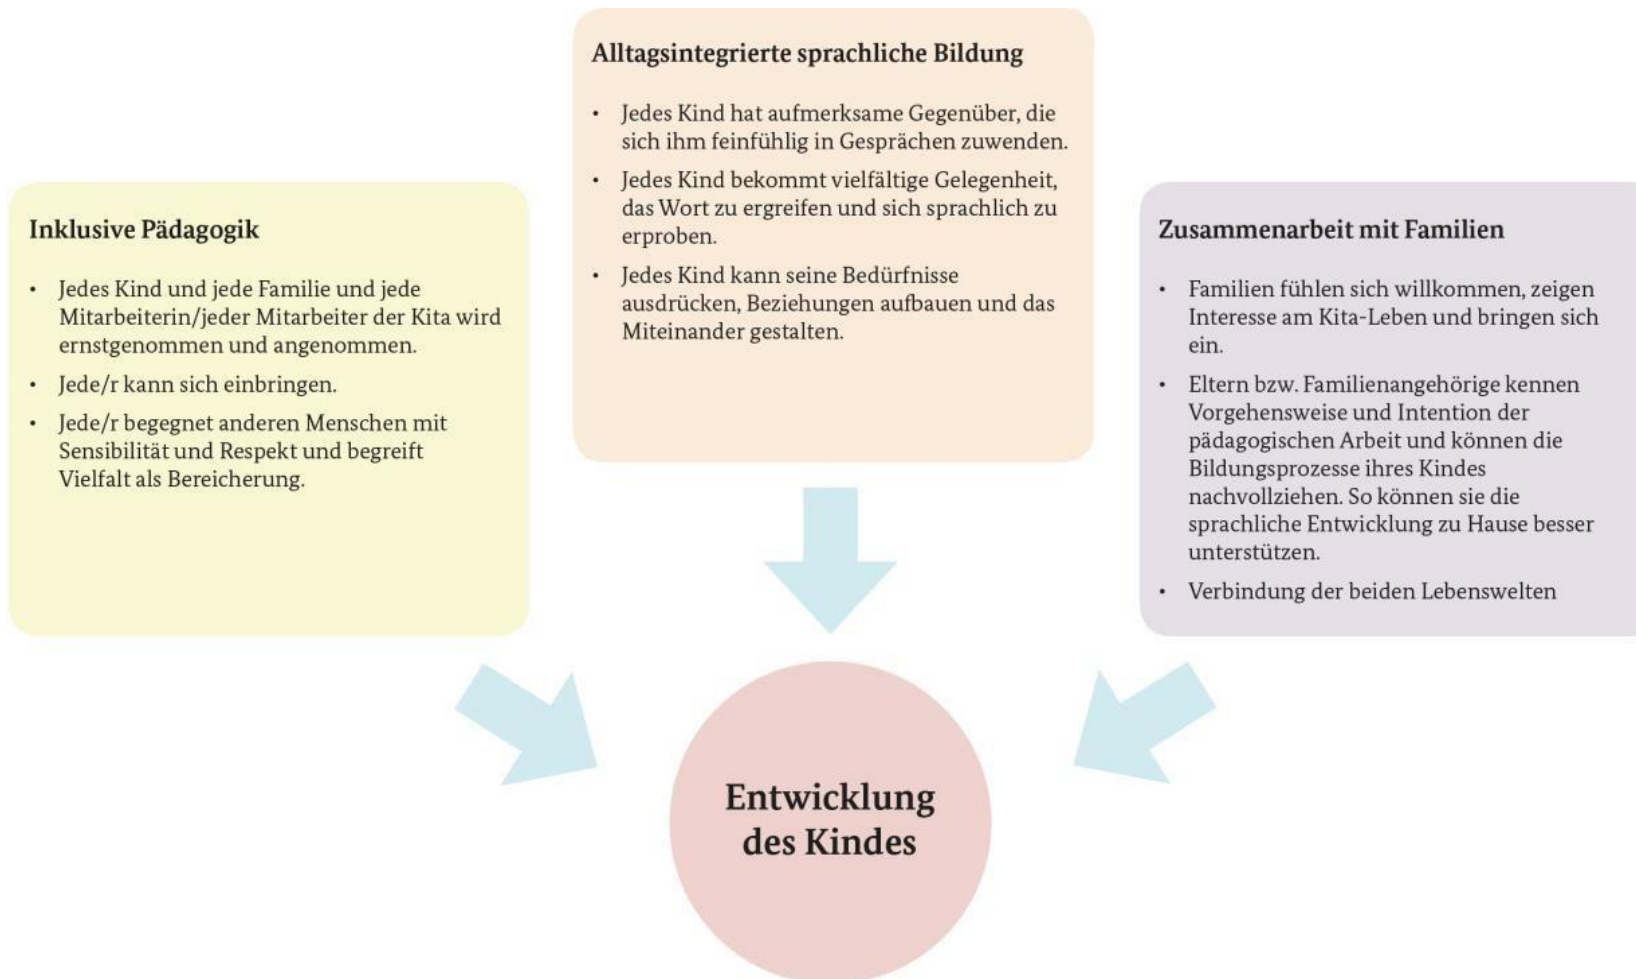 Alltagsintegrierte sprachliche Bildung
• Jedes Kind hat aufmerksame Gegenüber, die
sich ihm feinfühlig in Gesprächen zuwenden.
• Jedes Kind bekommt vielfältige Gelegenheit,
das Wort zu ergreifen und sich sprachlich zu
erproben.
• Jedes Kind kann seine Bedürfnisse
ausdrücken, Beziehungen aufbauen und das
Miteinander gestalten.
Inklusive Pädagogik
• Jedes Kind und jede Familie und jede
Mitarbeiterin/jeder Mitarbeiter der Kita wird
ernstgenommen und angenommen.
• Jede/r kann sich einbringen.
• Jede/r begegnet anderen Menschen mit
Sensibilität und Respekt und begreift
Vielfalt als Bereicherung.
Zusammenarbeit mit Familien
• Familien fühlen sich willkommen, zeigen
Interesse am Kita-Leben und bringen sich
ein.
• Eltern bzw. Familienangehörige kennen
Vorgehensweise und Intention der
pädagogischen Arbeit und können die
Bildungsprozesse ihres Kindes
nachvollziehen. So können sie die
sprachliche Entwicklung zu Hause besser
unterstützen.
• Verbindung der beiden Lebenswelten
Entwicklung
des Kindes